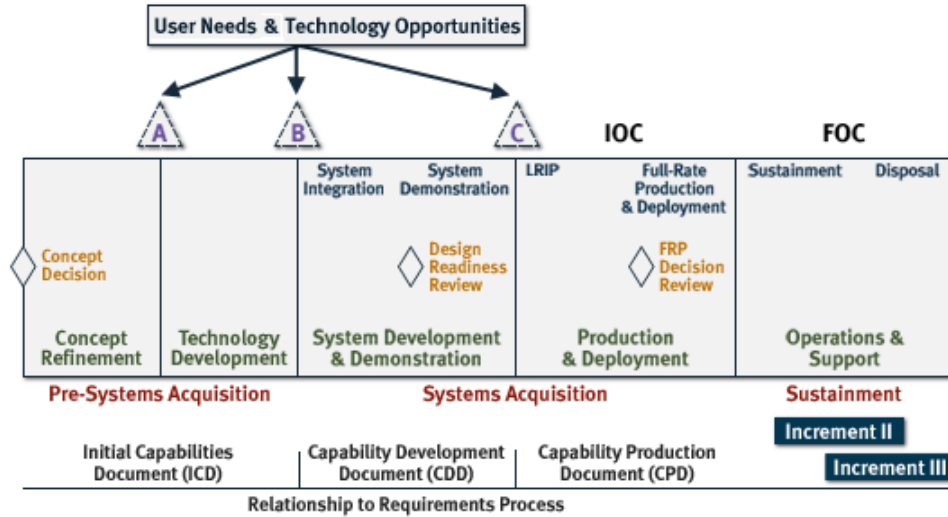 User Needs & Technology Opportunities
A
B
C
IOC
FOC
System
Integration
System
Demonstration
LRIP
Full-Rate
Production
& Deployment
Sustainment
Disposal
Concept
Decision
Design
Readiness
Review
FRP
Decision
Review
Concept
Refinement
Technology
Development
System Development
& Demonstration
Production
& Deployment
Operations &
Support
Pre-Systems Acquisition
Systems Acquisition
Sustainment
Increment II
Increment III
Initial Capabilities
Document (ICD)
Capability Development
Document (CDD)
Capability Production
Document (CPD)
Relationship to Requirements Process